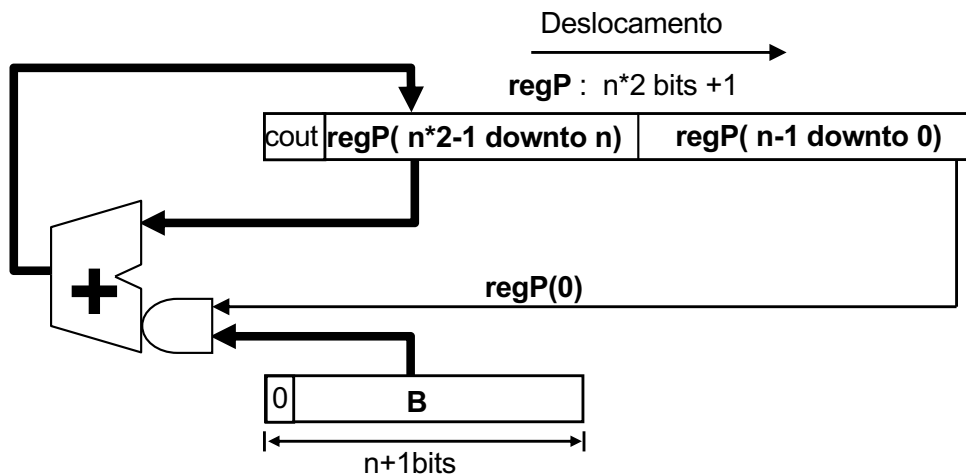 Deslocamento
regP : n*2 bits +1
cout regP( n*2-1 downto n) regP( n-1 downto 0)
+
regP(0)
0 B
n+1bits